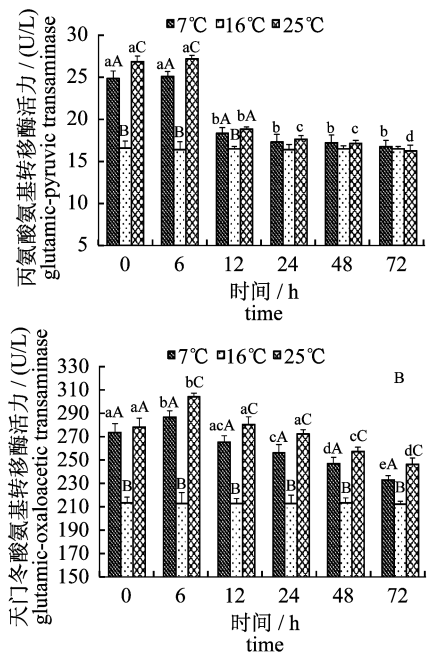 7℃ 16℃ 25℃
丙氨酸氨基转移酶活力 / (U/L)
glutamic-pyruvic transaminase
30
25
20
15
10
5
aA B aC aA B aC bA B bA b c b c b d
0 6 12 24 48 72
时间 / h
time
7℃ 16℃ 25℃
天门冬酸氨基转移酶活力 / (U/L)
glutamic-oxaloacetic transaminase
330
310
290
270
250
230
210
190
170
150
B
aA B aA bA B bC acA B aC cA B aC dA B cC eA B dC
0 6 12 24 48 72
时间 / h
time